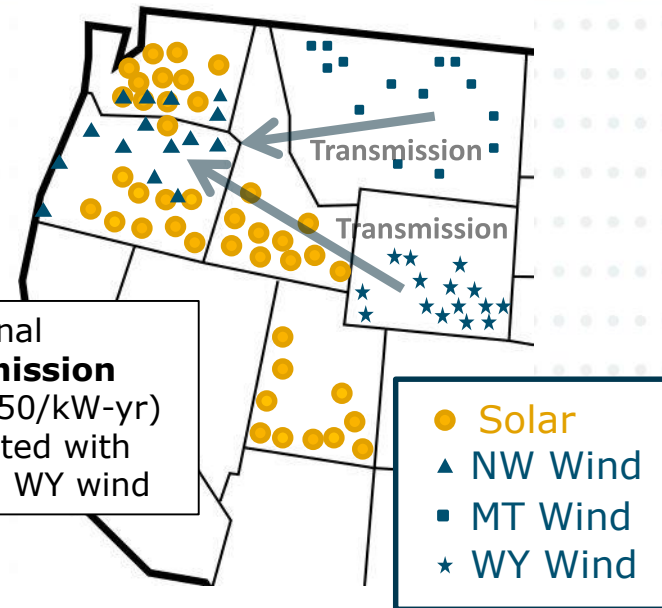 Transmission
Transmission
nal
mission
50/kW-yr)
ted with
WY wind
Solar
NW Wind
MT Wind
WY Wind